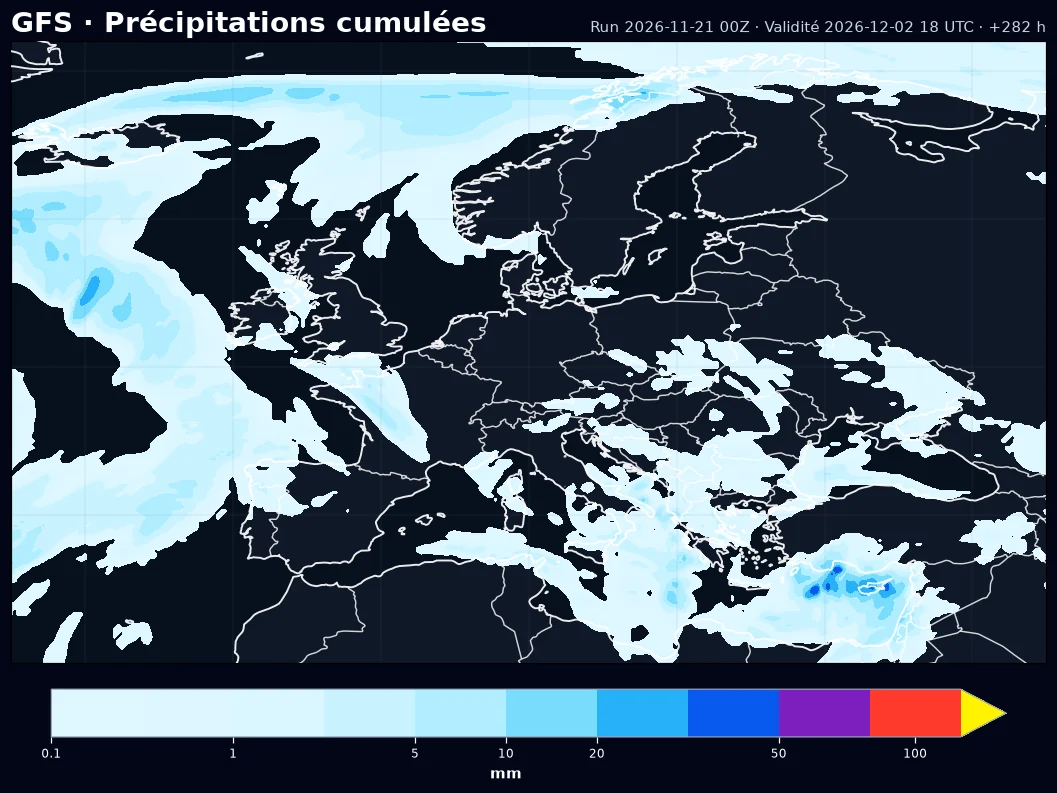 GFS · Précipitations cumulées
Run 2026-11-21 00Z · Validité 2026-12-02 18 UTC · +282 h
0.1 1 5 10 20 50 100
mm